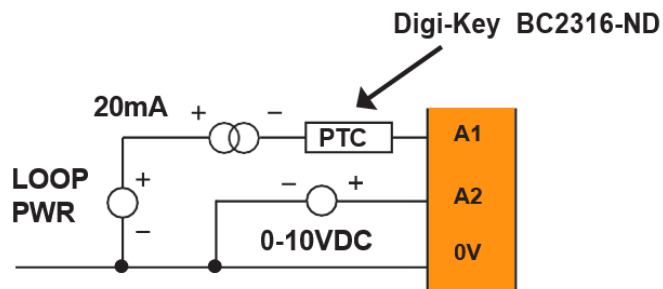 Digi-Key BC2316-ND
20mA
+ -
PTC
A1
LOOP
PWR
+
-
- +
A2
0-10VDC
0V